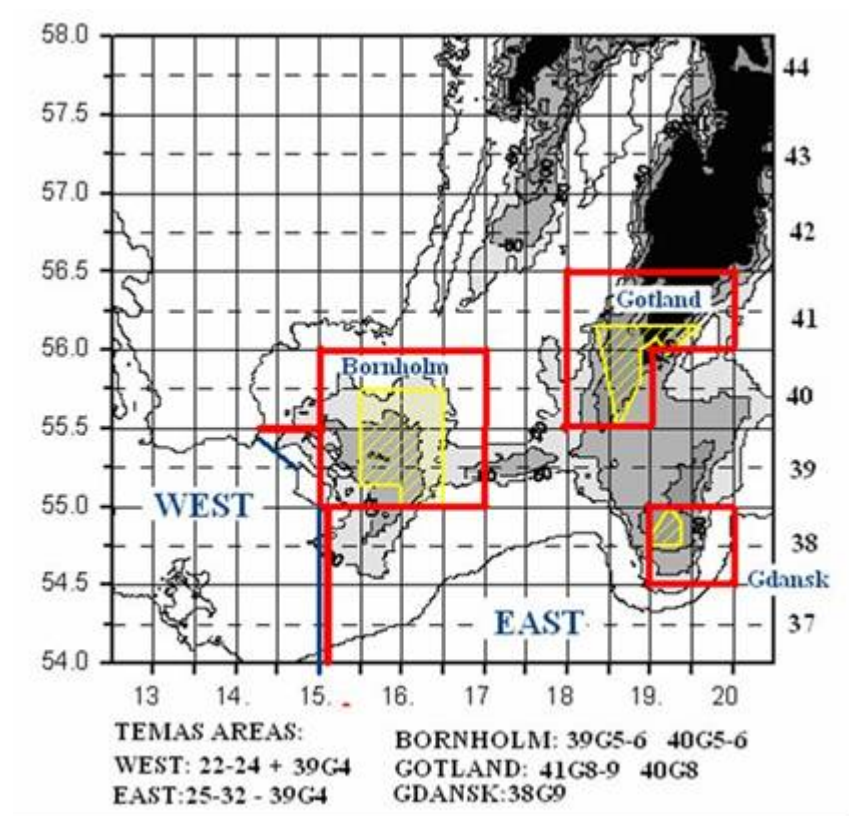 58.0
44
57.5
43
57.0
42
56.5
Gotland
41
56.0
Bornholm
40
55.5
39
WEST
55.0
38
54.5
Gdansk
EAST
37
54.0
13 14. 15. 16. 17 18 19. 20
TEMAS AREAS:
BORNHOLM: 39G5-6 40G5-6
WEST: 22-24 + 39G4
GOTLAND: 41G8-9 40G8
EAST:25-32 - 39G4
GDANSK:38G9